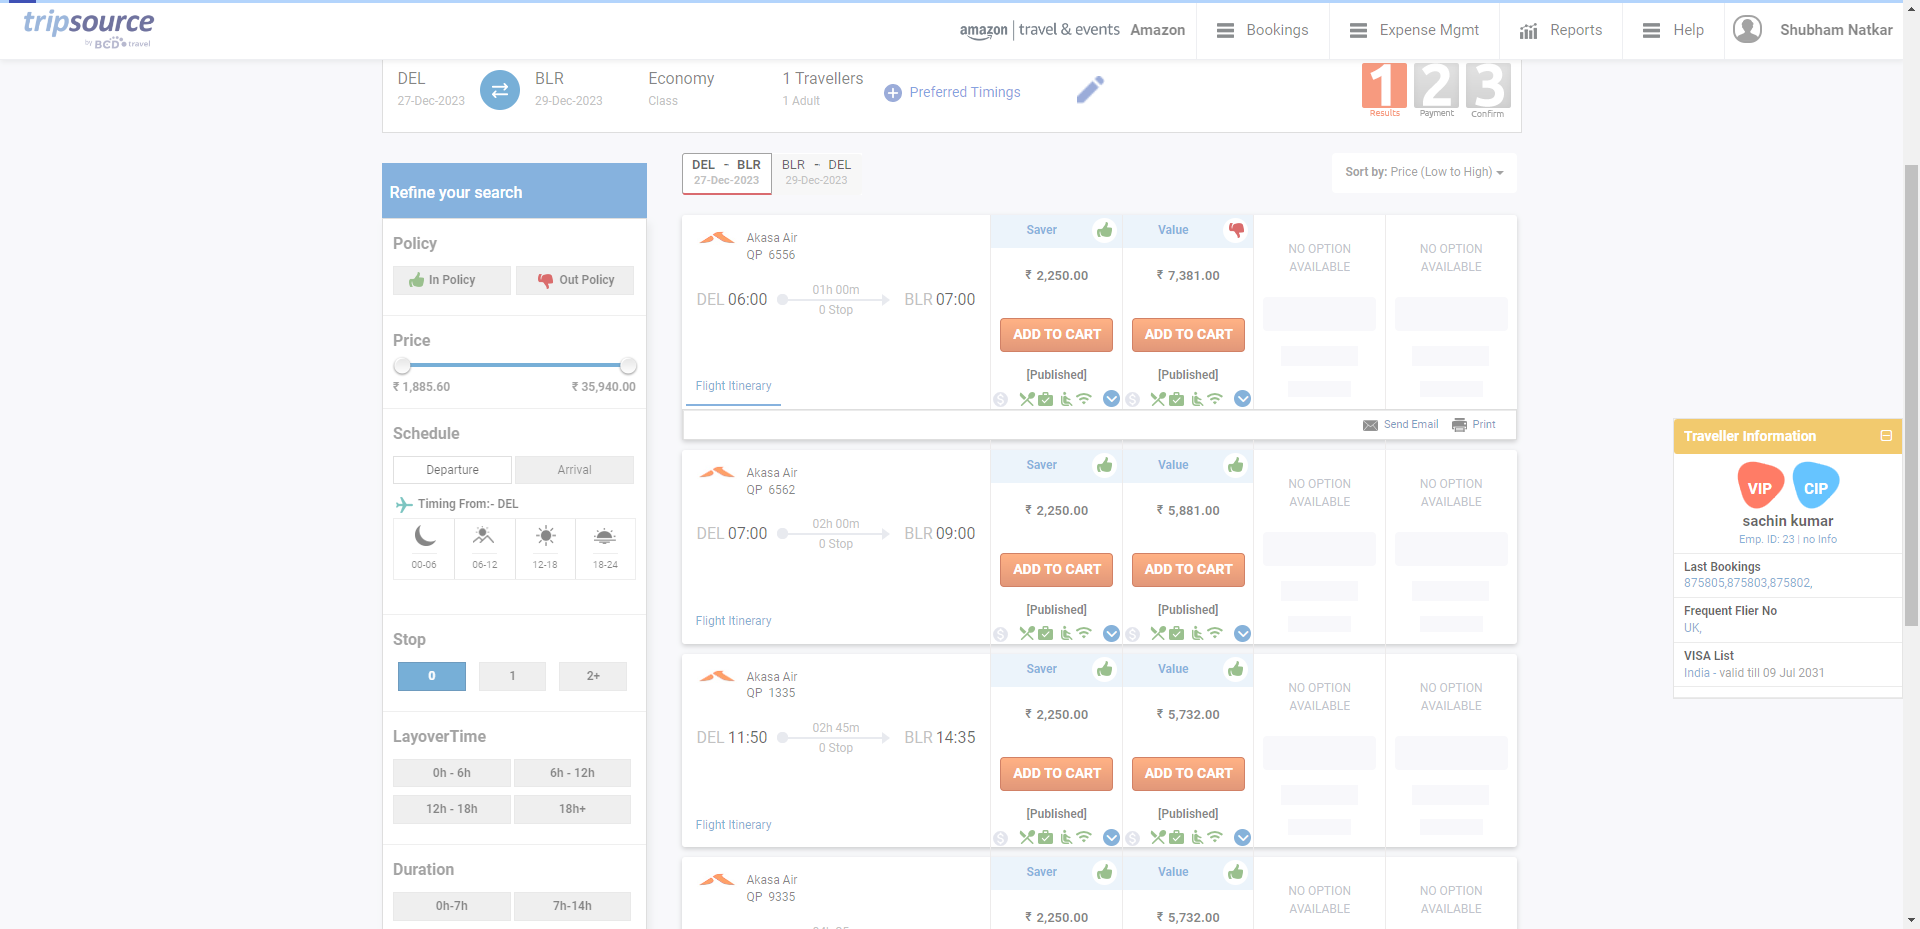 tripsource
by BCD travel
amazon | travel & events Amazon
Bookings
Expense Mgmt
Reports
Help
Shubham Natkar
DEL
27-Dec-2023
BLR
29-Dec-2023
Economy
Class
1 Travellers
1 Adult
Preferred Timings
1
Results
2
Payment
3
Confirm
Refine your search
Policy
In Policy
Out Policy
Price
₹ 1,885.60
₹ 35,940.00
Schedule
Departure
Arrival
Timing From:- DEL
00-06
06-12
12-18
18-24
Stop
0
1
2+
LayoverTime
0h - 6h
6h - 12h
12h - 18h
18h+
Duration
0h-7h
7h-14h
DEL - BLR
27-Dec-2023
BLR - DEL
29-Dec-2023
Sort by: Price (Low to High)
Akasa Air
QP 6556
DEL 06:00
01h 00m
0 Stop
BLR 07:00
Flight Itinerary
Saver
₹ 2,250.00
ADD TO CART
[Published]
Value
₹ 7,381.00
ADD TO CART
[Published]
NO OPTION
AVAILABLE
NO OPTION
AVAILABLE
Send Email
Print
Akasa Air
QP 6562
DEL 07:00
02h 00m
0 Stop
BLR 09:00
Flight Itinerary
Saver
₹ 2,250.00
ADD TO CART
[Published]
Value
₹ 5,881.00
ADD TO CART
[Published]
NO OPTION
AVAILABLE
NO OPTION
AVAILABLE
Akasa Air
QP 1335
DEL 11:50
02h 45m
0 Stop
BLR 14:35
Flight Itinerary
Saver
₹ 2,250.00
ADD TO CART
[Published]
Value
₹ 5,732.00
ADD TO CART
[Published]
NO OPTION
AVAILABLE
NO OPTION
AVAILABLE
Akasa Air
QP 9335
Saver
₹ 2,250.00
Value
₹ 5,732.00
NO OPTION
AVAILABLE
NO OPTION
AVAILABLE
Traveller Information
VIP
CIP
sachin kumar
Emp. ID: 23 | no Info
Last Bookings
875805,875803,875802,
Frequent Flier No
UK,
VISA List
India - valid till 09 Jul 2031